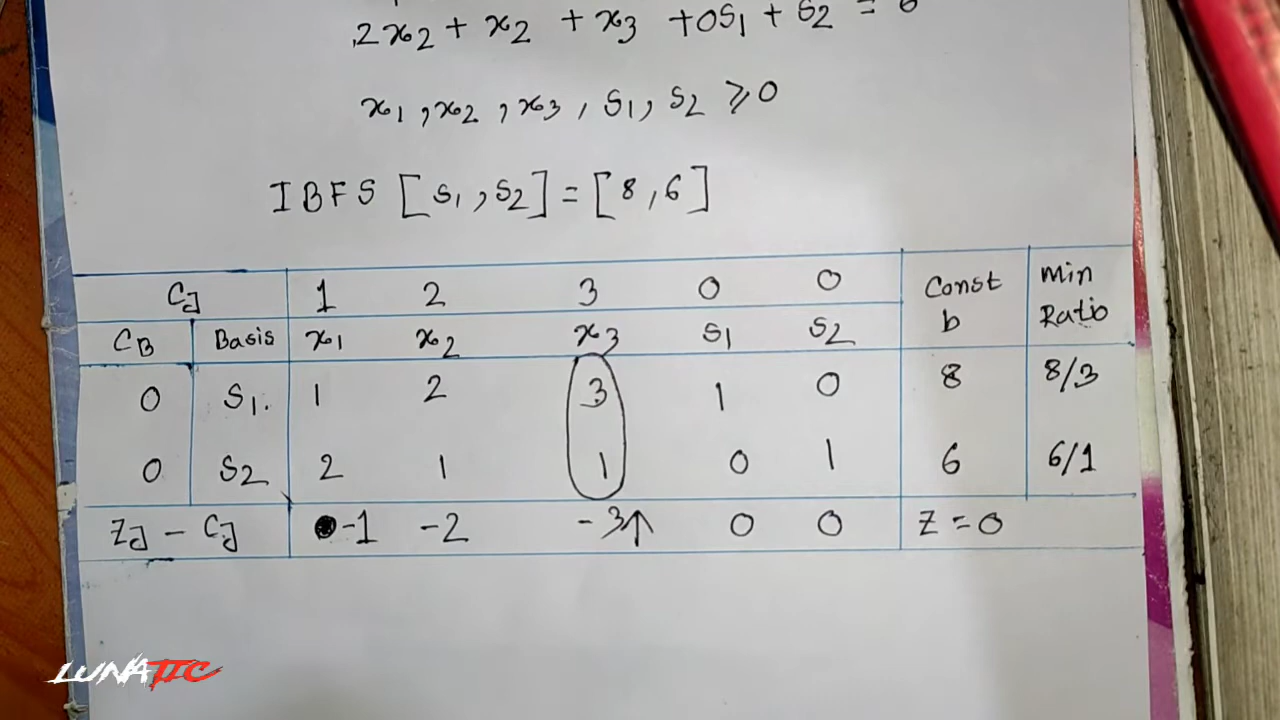 2x2 + x2 + x3 + 0S1 + S2 = 6
x1, x2, x3, S1, S2 ≥ 0
IBFS [S1, S2] = [8, 6]
CJ 1 2 3 0 0 Const b Min Ratio
CB Basis x1 x2 x3 S1 S2
0 S1. 1 2 3 1 0 8 8/3
0 S2 2 1 1 0 1 6 6/1
ZJ - CJ -1 -2 -3↑ 0 0 Z = 0
LUNATIC